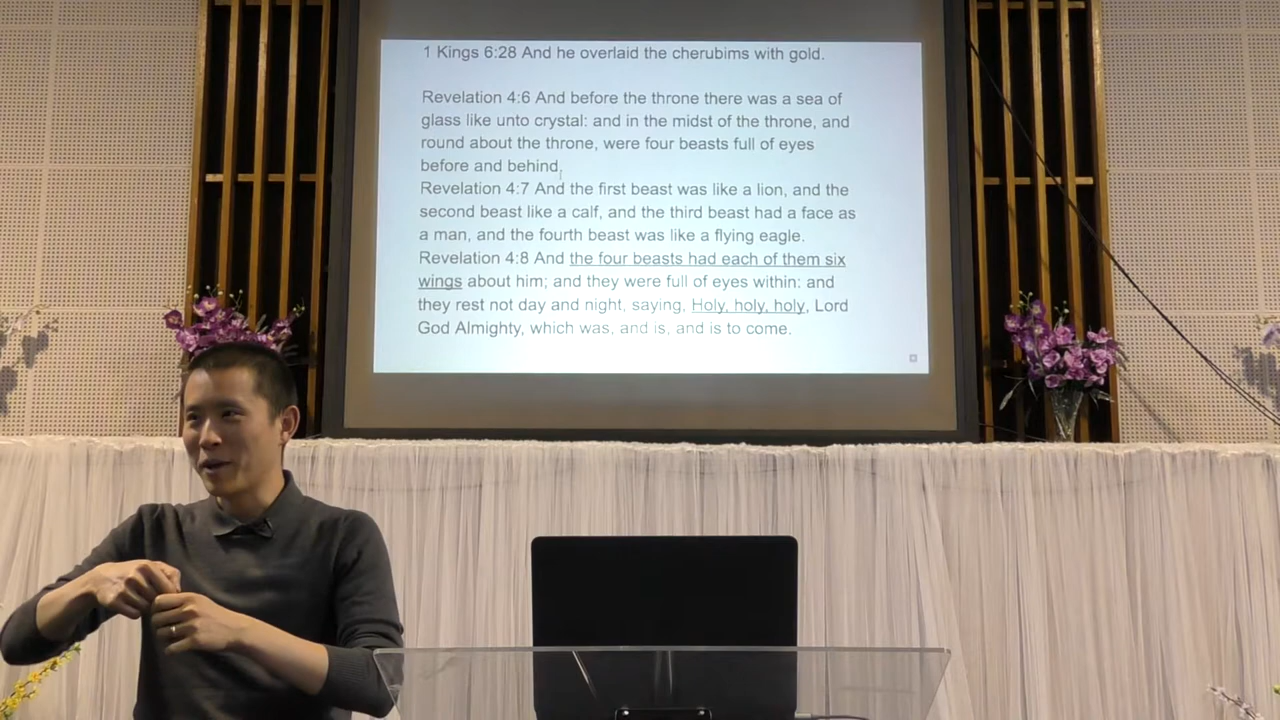 1 Kings 6:28 And he overlaid the cherubims with gold.
Revelation 4:6 And before the throne there was a sea of
glass like unto crystal: and in the midst of the throne, and
round about the throne, were four beasts full of eyes
before and behind.
Revelation 4:7 And the first beast was like a lion, and the
second beast like a calf, and the third beast had a face as
a man, and the fourth beast was like a flying eagle.
Revelation 4:8 And the four beasts had each of them six
wings about him; and they were full of eyes within: and
they rest not day and night, saying, Holy, holy, holy, Lord
God Almighty, which was, and is, and is to come.